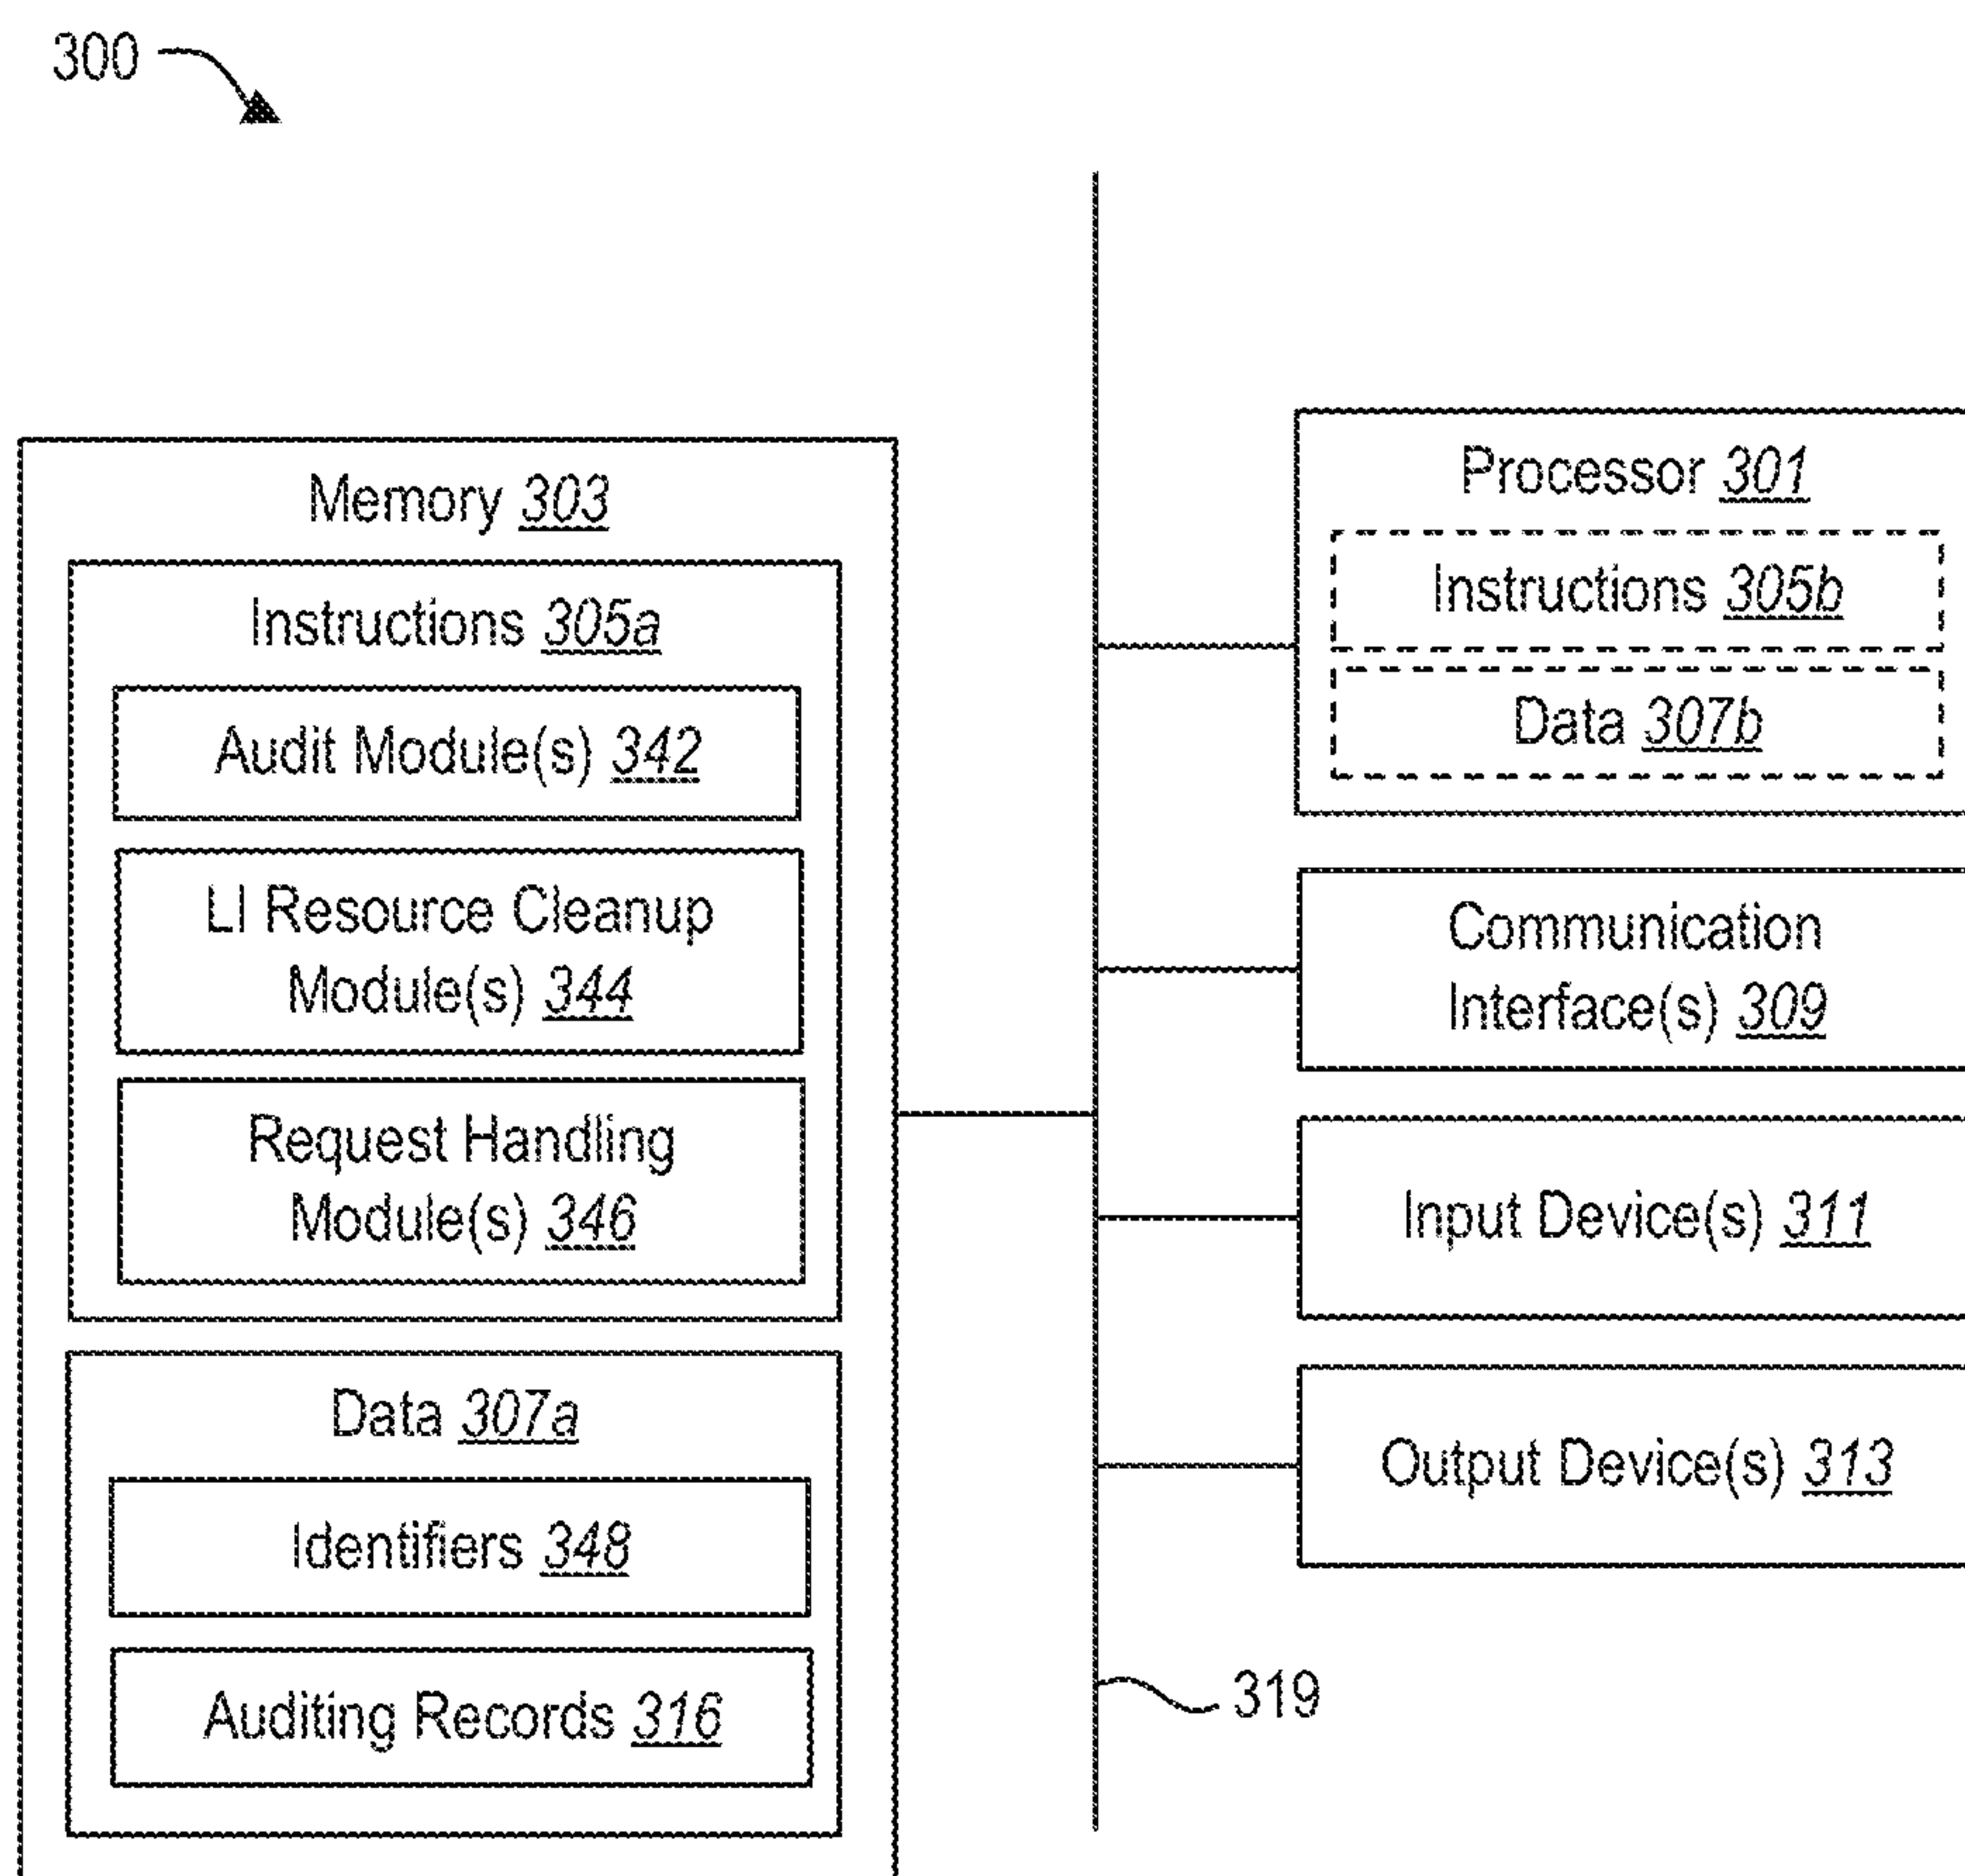 300
Memory 303
Instructions 305a
Audit Module(s) 342
LI Resource Cleanup
Module(s) 344
Request Handling
Module(s) 346
Data 307a
Identifiers 348
Auditing Records 316
Processor 301
Instructions 305b
Data 307b
Communication
Interface(s) 309
Input Device(s) 311
Output Device(s) 313
319